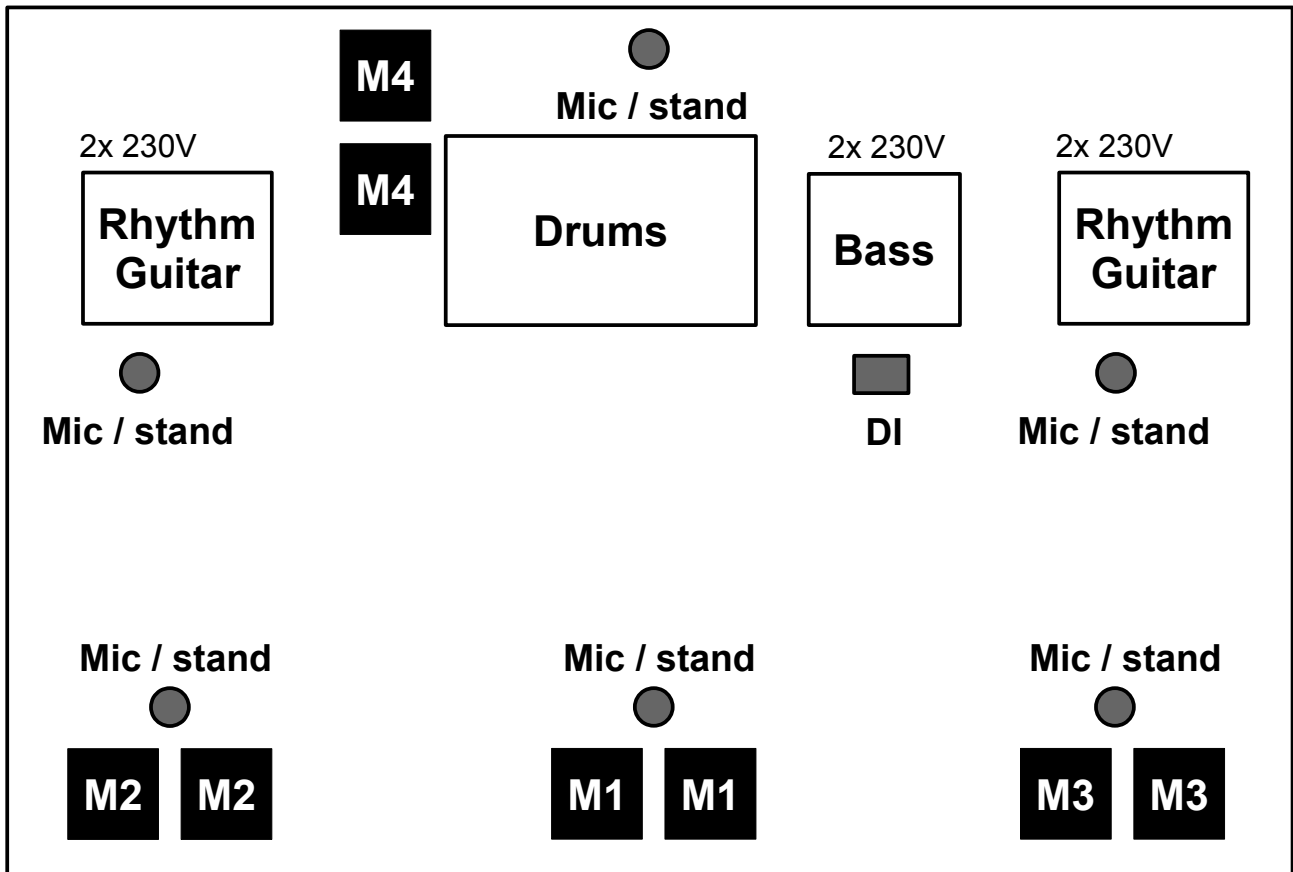 M4
Mic / stand
2x 230V
2x 230V
2x 230V
M4
Rhythm
Guitar
Drums
Bass
Rhythm
Guitar
Mic / stand
DI
Mic / stand
Mic / stand
Mic / stand
Mic / stand
M2 M2
M1 M1
M3 M3